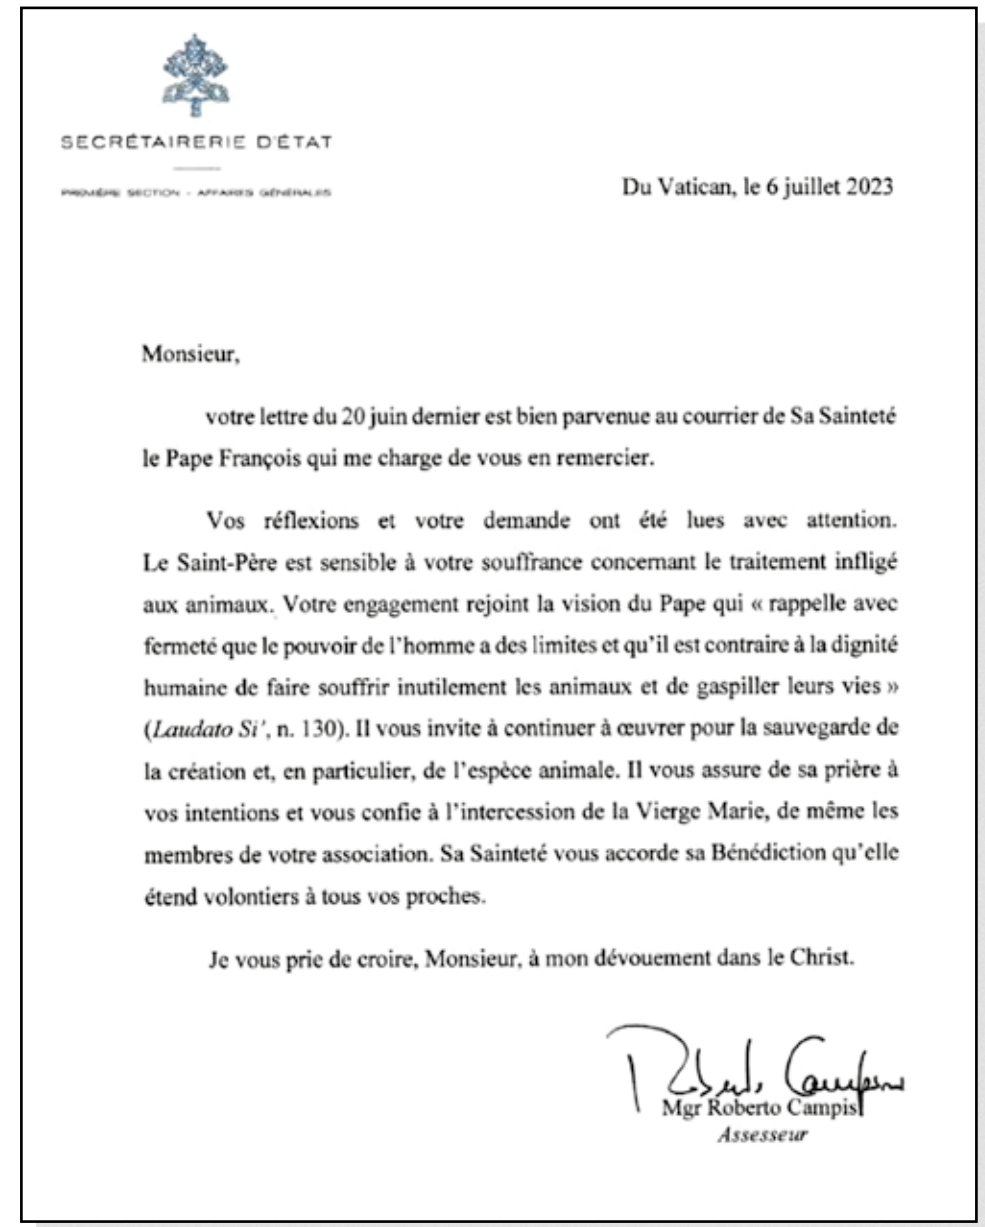 SECRÉTAIRERIE D'ÉTAT
PREMIÈRE SECTION - AFFAIRES GÉNÉRALES
Du Vatican, le 6 juillet 2023
Monsieur,
votre lettre du 20 juin dernier est bien parvenue au courrier de Sa Sainteté
le Pape François qui me charge de vous en remercier.
Vos réflexions et votre demande ont été lues avec attention.
Le Saint-Père est sensible à votre souffrance concernant le traitement infligé
aux animaux. Votre engagement rejoint la vision du Pape qui « rappelle avec
fermeté que le pouvoir de l'homme a des limites et qu'il est contraire à la dignité
humaine de faire souffrir inutilement les animaux et de gaspiller leurs vies »
(Laudato Si', n. 130). Il vous invite à continuer à œuvrer pour la sauvegarde de
la création et, en particulier, de l'espèce animale. Il vous assure de sa prière à
vos intentions et vous confie à l'intercession de la Vierge Marie, de même les
membres de votre association. Sa Sainteté vous accorde sa Bénédiction qu'elle
étend volontiers à tous vos proches.
Je vous prie de croire, Monsieur, à mon dévouement dans le Christ.
Roberto Campisi
Mgr Roberto Campisi
Assesseur